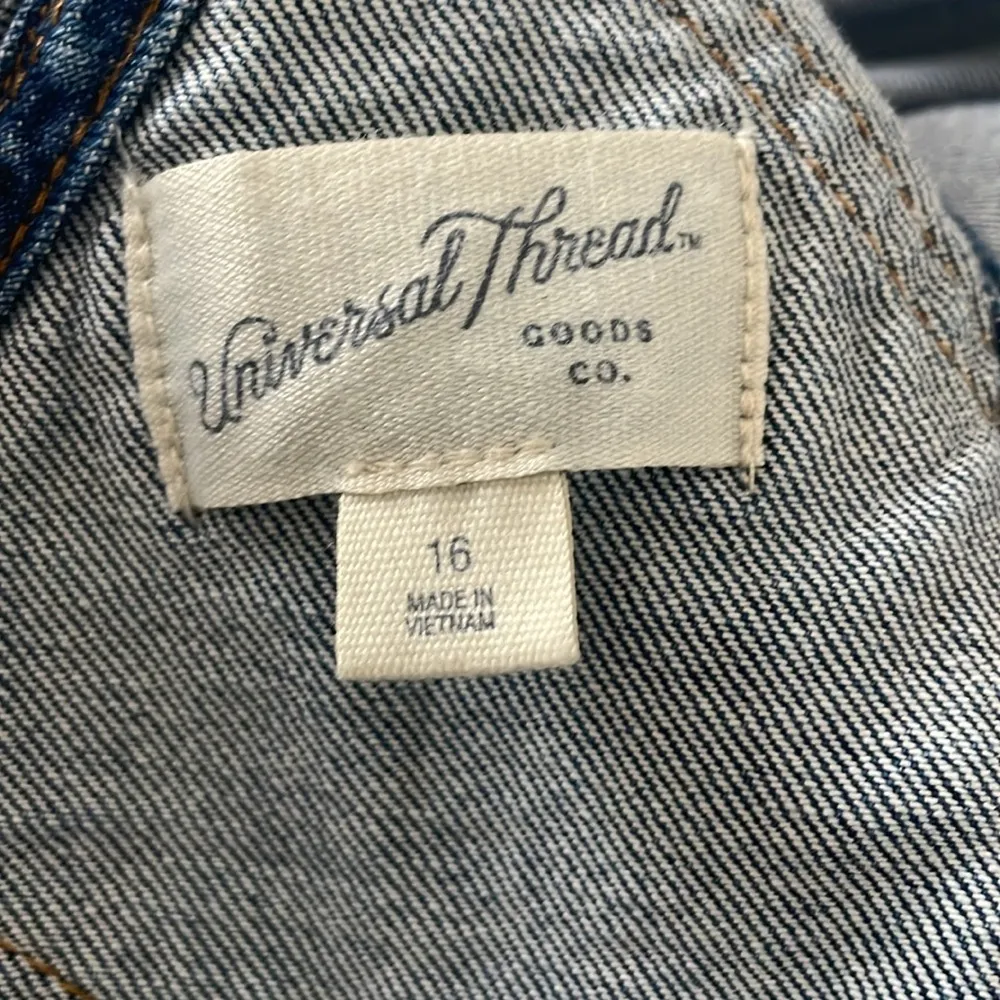 Universal Thread™
GOODS
CO.
16
MADE IN
VIETNAM